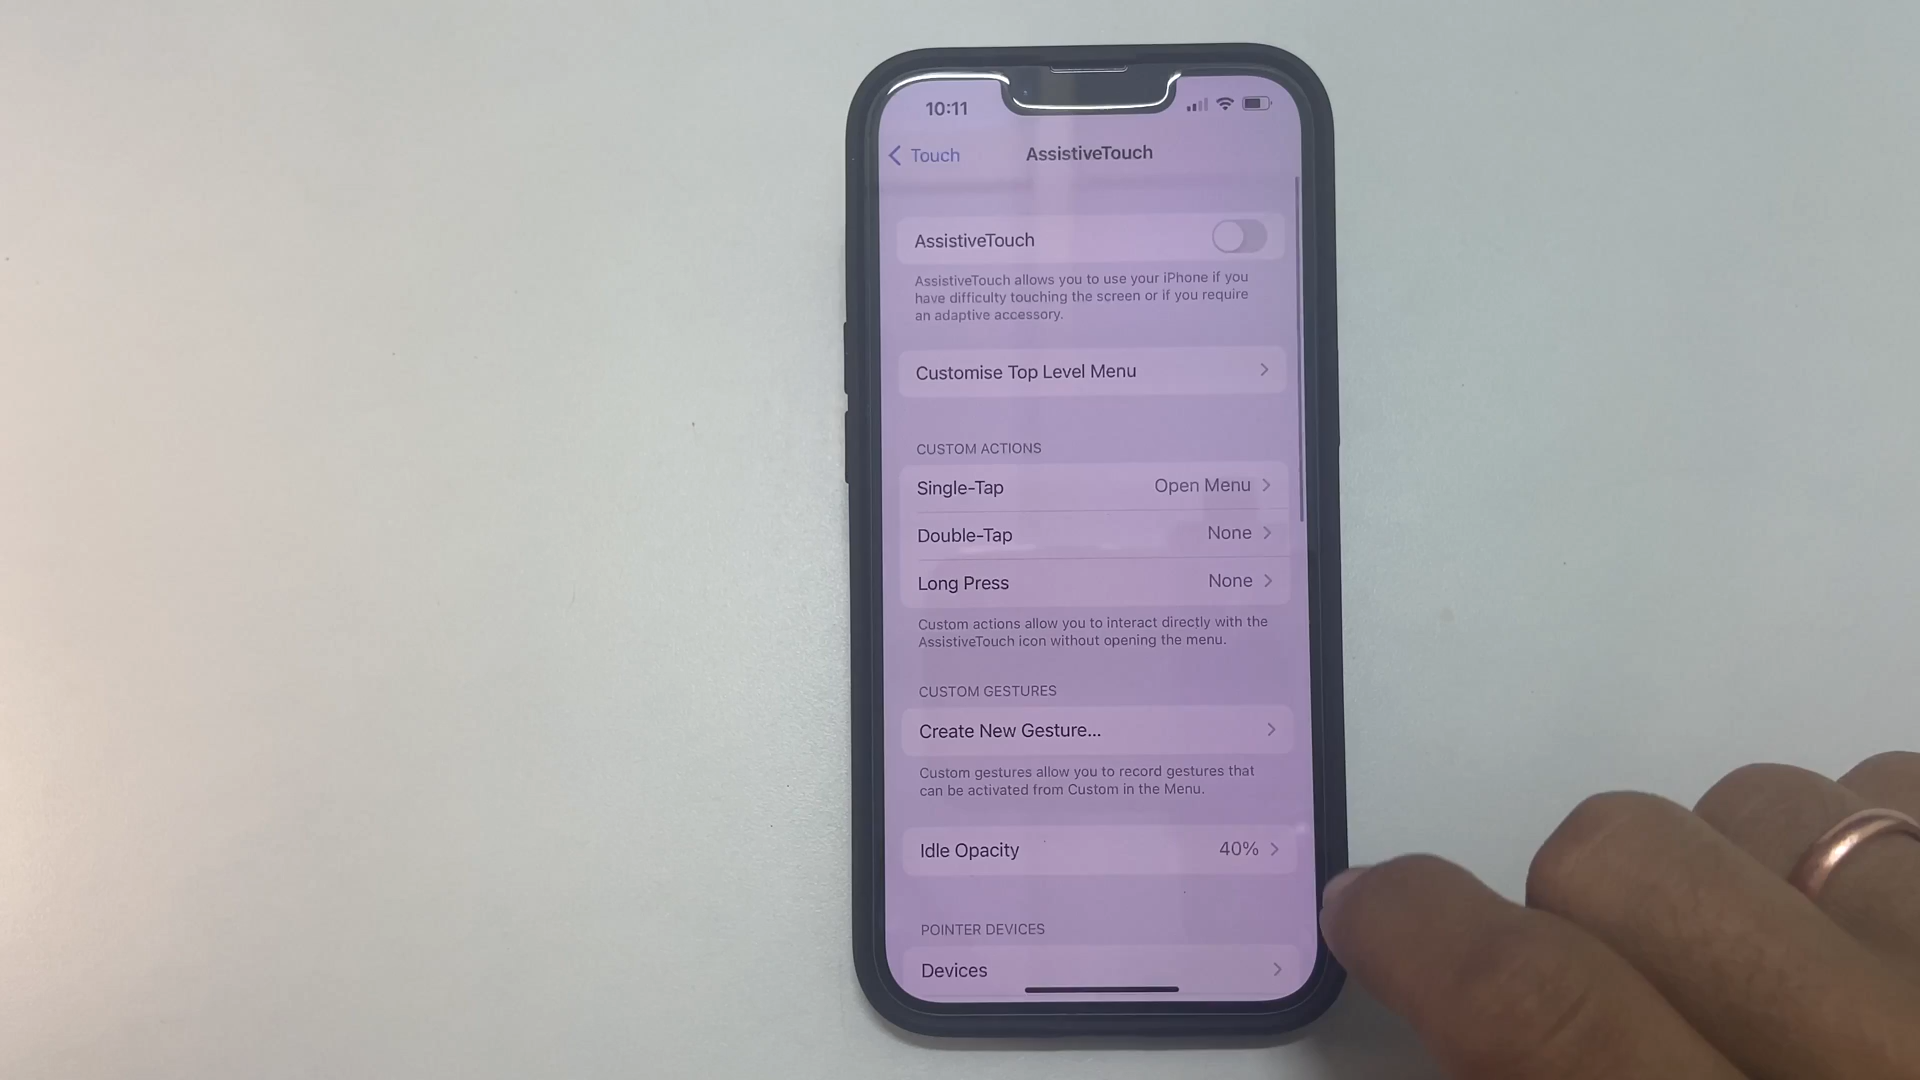 10:11
Touch
AssistiveTouch
AssistiveTouch
AssistiveTouch allows you to use your iPhone if you
have difficulty touching the screen or if you require
an adaptive accessory.
Customise Top Level Menu
CUSTOM ACTIONS
Single-Tap Open Menu
Double-Tap None
Long Press None
Custom actions allow you to interact directly with the
AssistiveTouch icon without opening the menu.
CUSTOM GESTURES
Create New Gesture...
Custom gestures allow you to record gestures that
can be activated from Custom in the Menu.
Idle Opacity 40%
POINTER DEVICES
Devices